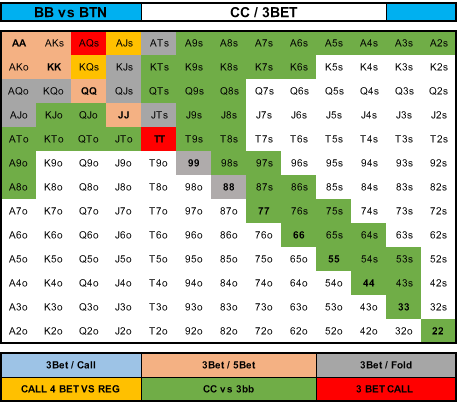 BB vs BTN CC / 3BET
AA AKs AQs AJs ATs A9s A8s A7s A6s A5s A4s A3s A2s
AKo KK KQs KJs KTs K9s K8s K7s K6s K5s K4s K3s K2s
AQo KQo QQ QJs QTs Q9s Q8s Q7s Q6s Q5s Q4s Q3s Q2s
AJo KJo QJo JJ JTs J9s J8s J7s J6s J5s J4s J3s J2s
ATo KTo QTo JTo TT T9s T8s T7s T6s T5s T4s T3s T2s
A9o K9o Q9o J9o T9o 99 98s 97s 96s 95s 94s 93s 92s
A8o K8o Q8o J8o T8o 98o 88 87s 86s 85s 84s 83s 82s
A7o K7o Q7o J7o T7o 97o 87o 77 76s 75s 74s 73s 72s
A6o K6o Q6o J6o T6o 96o 86o 76o 66 65s 64s 63s 62s
A5o K5o Q5o J5o T5o 95o 85o 75o 65o 55 54s 53s 52s
A4o K4o Q4o J4o T4o 94o 84o 74o 64o 54o 44 43s 42s
A3o K3o Q3o J3o T3o 93o 83o 73o 63o 53o 43o 33 32s
A2o K2o Q2o J2o T2o 92o 82o 72o 62o 52o 42o 32o 22
3Bet / Call 3Bet / 5Bet 3Bet / Fold
CALL 4 BET VS REG CC vs 3bb 3 BET CALL